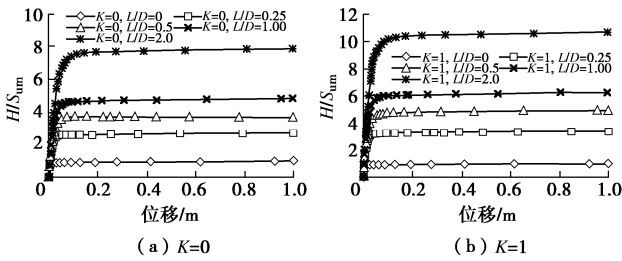 K=0, L/D=0 K=0, L/D=0.25
K=0, L/D=0.5 K=0, L/D=1.00
K=0, L/D=2.0
H/Sum
10
8
6
4
2
0 0.2 0.4 0.6 0.8 1.0
位移/m
（a）K=0
K=1, L/D=0 K=1, L/D=0.25
K=1, L/D=0.5 K=1, L/D=1.00
K=1, L/D=2.0
H/Sum
12
10
8
6
4
2
0 0.2 0.4 0.6 0.8 1.0
位移/m
（b）K=1